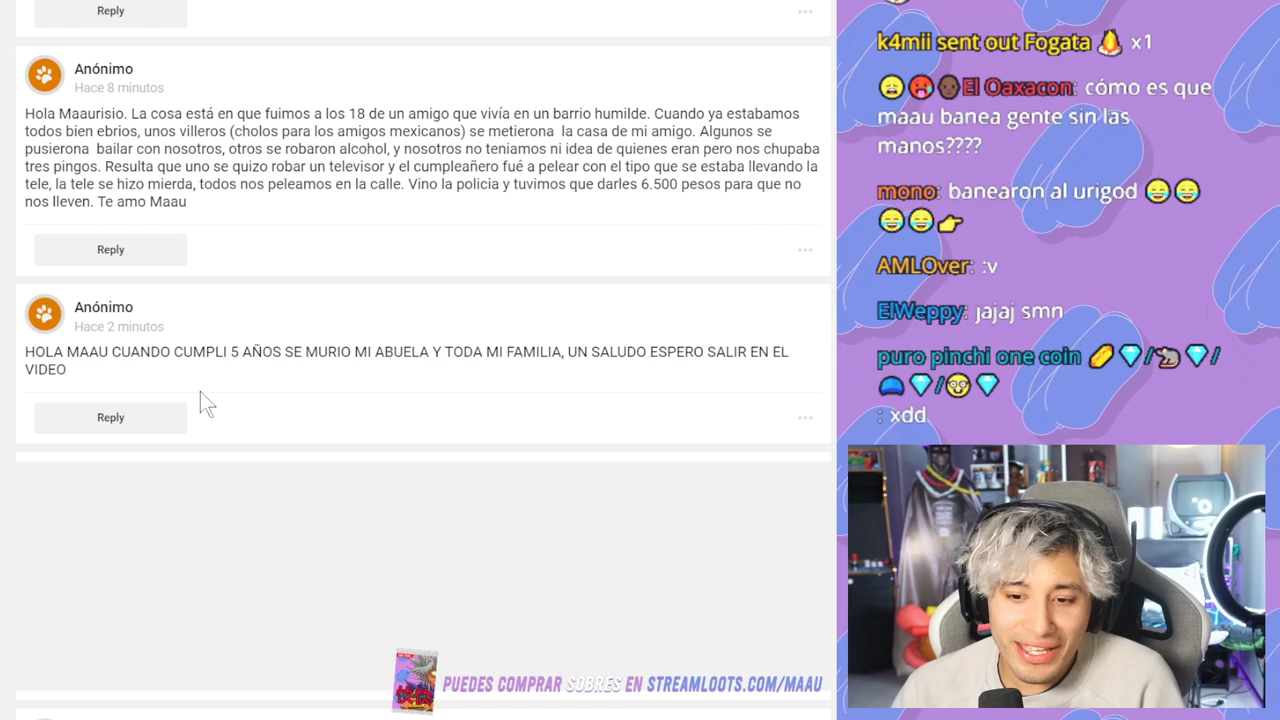 Reply
Anónimo
Hace 8 minutos
Hola Maaurisio. La cosa está en que fuimos a los 18 de un amigo que vivía en un barrio humilde. Cuando ya estabamos
todos bien ebrios, unos villeros (cholos para los amigos mexicanos) se metierona  la casa de mi amigo. Algunos se
pusierona  bailar con nosotros, otros se robaron alcohol, y nosotros no teniamos ni idea de quienes eran pero nos chupaba
tres pingos. Resulta que uno se quizo robar un televisor y el cumpleañero fué a pelear con el tipo que se estaba llevando la
tele, la tele se hizo mierda, todos nos peleamos en la calle. Vino la policia y tuvimos que darles 6.500 pesos para que no
nos lleven. Te amo Maau
Reply
Anónimo
Hace 2 minutos
HOLA MAAU CUANDO CUMPLI 5 AÑOS SE MURIO MI ABUELA Y TODA MI FAMILIA, UN SALUDO ESPERO SALIR EN EL
VIDEO
Reply
PUEDES COMPRAR SOBRES EN STREAMLOOTS.COM/MAAU
k4mii sent out Fogata 🔥 x1
😩🥵👨🏿El Oaxacon: cómo es que
maau banea gente sin las
manos????
mono: banearon al urigod 😂😂
😂😂👉
AMLOver: :v
ElWeppy: jajaj smn
puro pinchi one coin 🌭💎/🐀💎/
🧢💎/🤓💎
: xdd